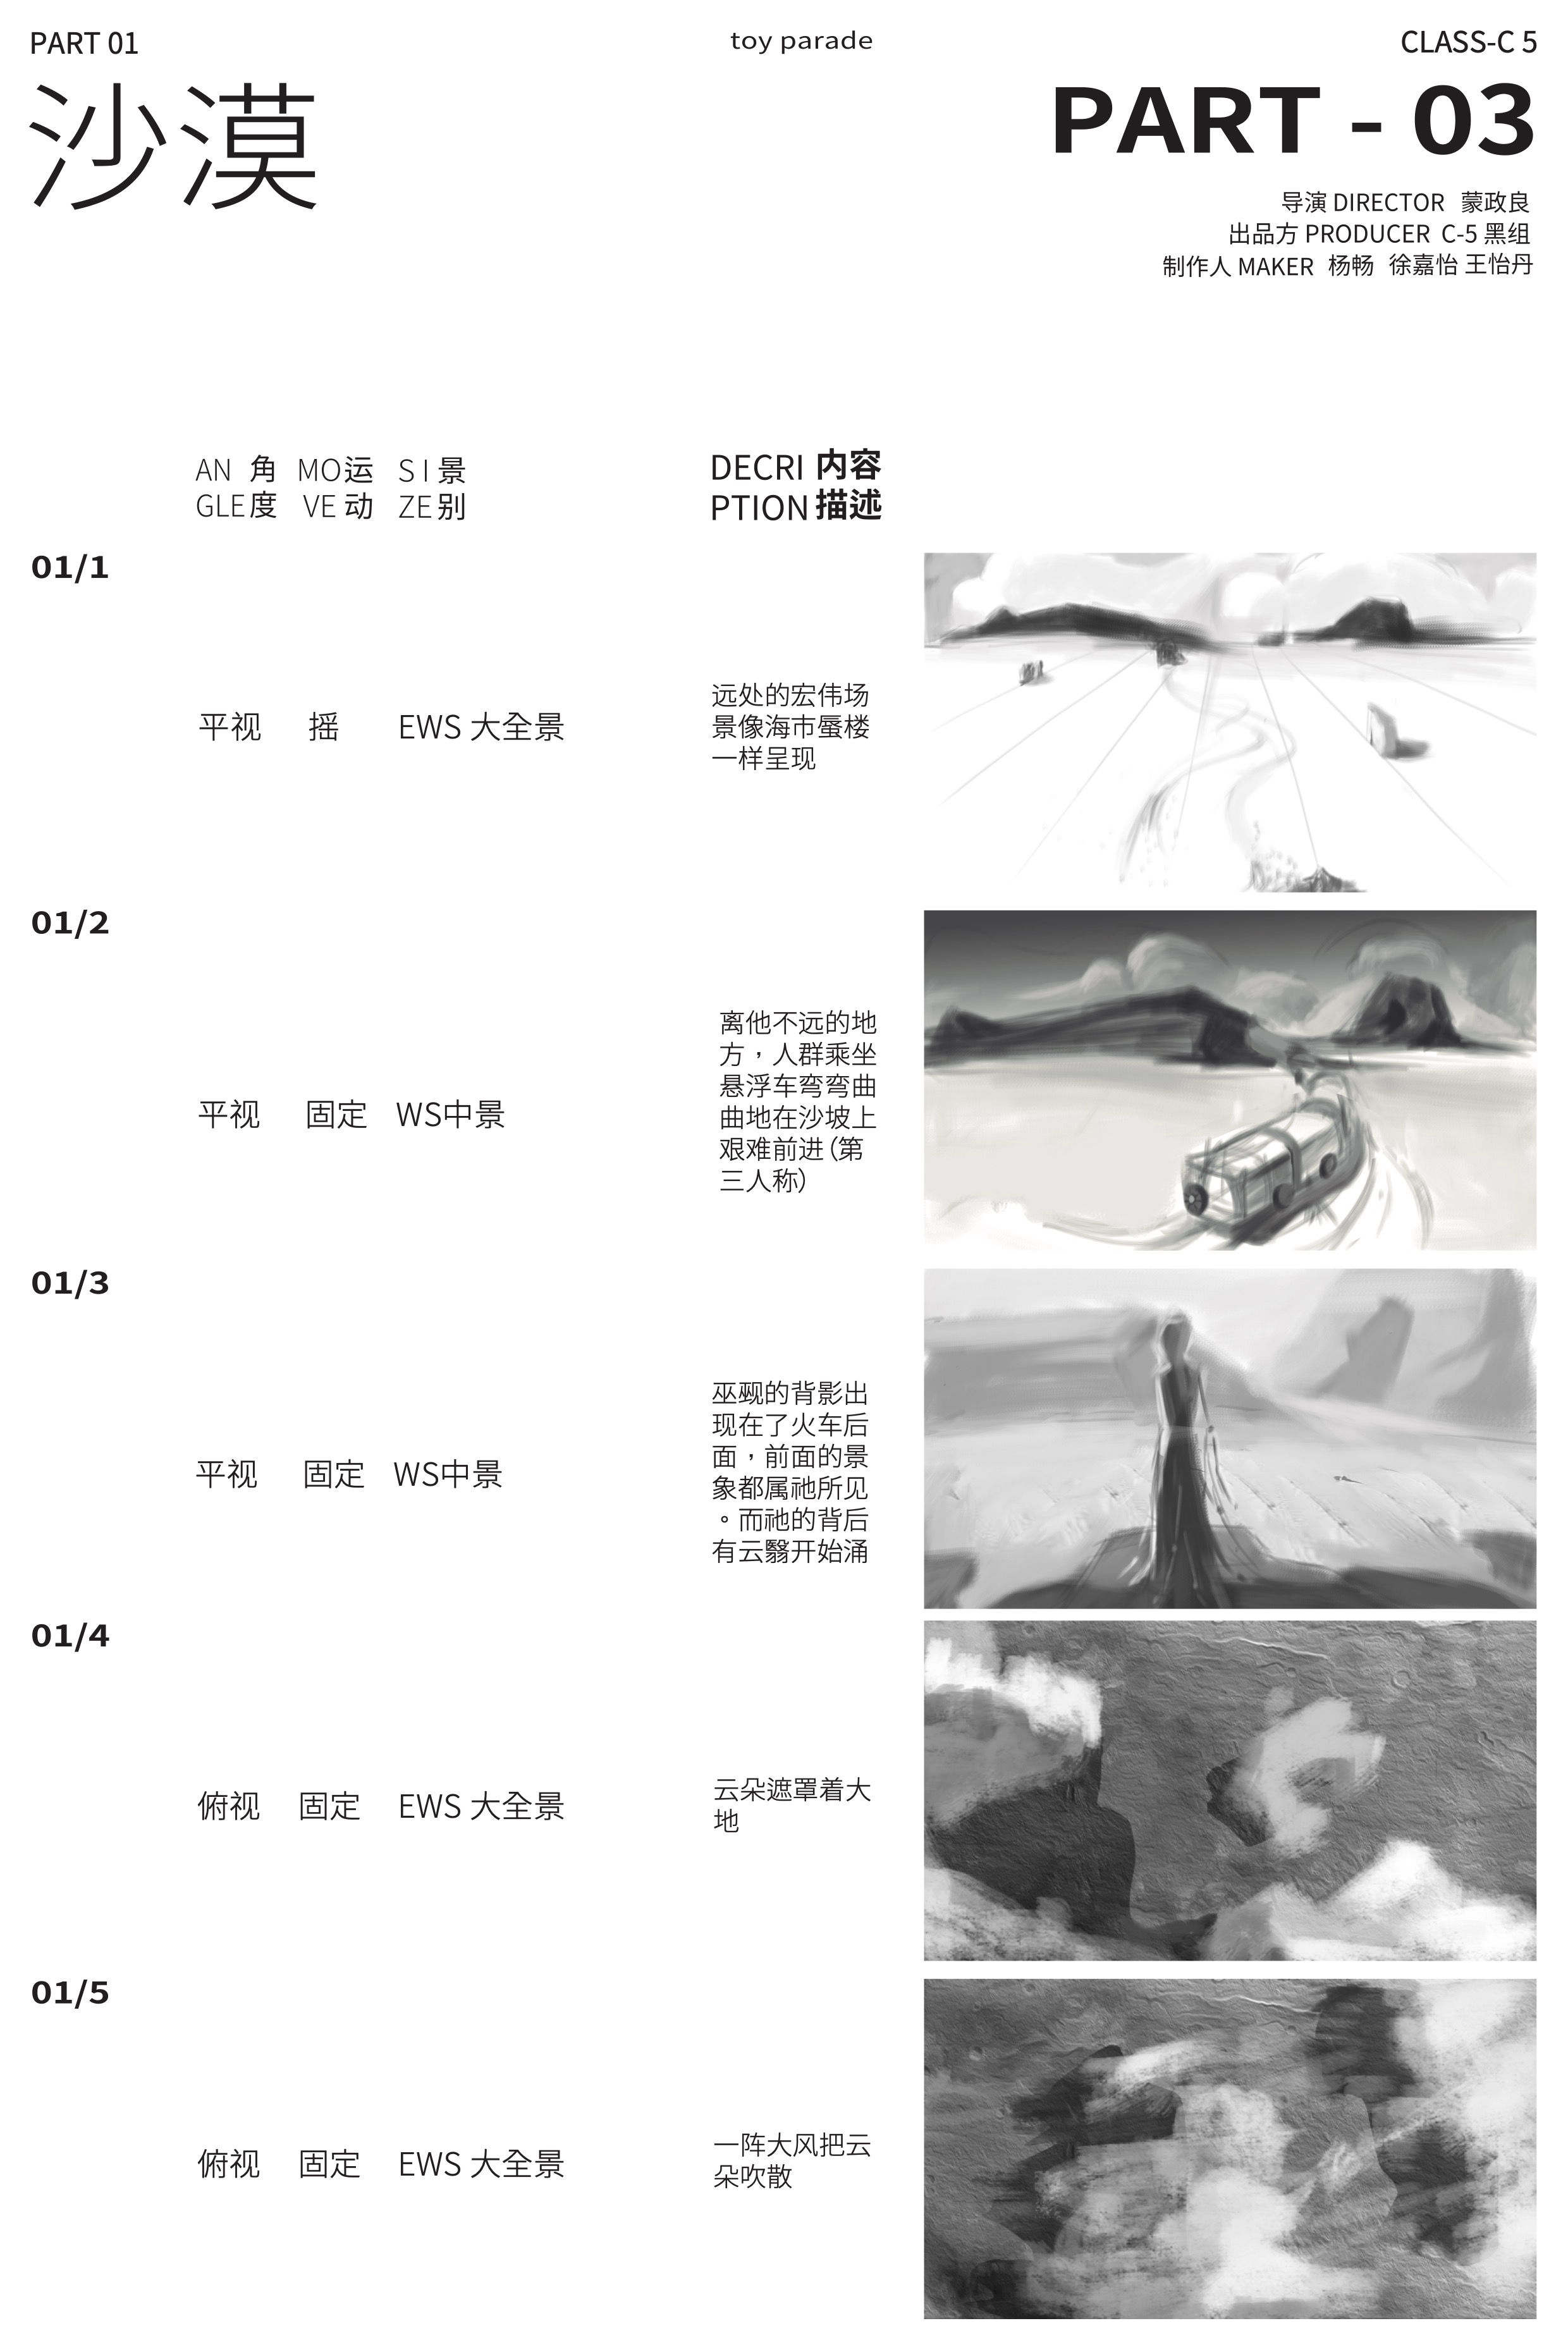 PART 01
toy parade
CLASS-C 5
沙漠
PART - 03
导演 DIRECTOR 蒙政良
出品方 PRODUCER C-5 黑组
制作人 MAKER 杨畅 徐嘉怡 王怡丹
AN 角 MO运 SI景 DECRI 内容
GLE度 VE 动 ZE别 PTION 描述
01/1
平视 摇 EWS 大全景
远处的宏伟场
景像海市蜃楼
一样呈现
01/2
平视 固定 WS中景
离他不远的地
方，人群乘坐
悬浮车弯弯曲
曲地在沙坡上
艰难前进（第
三人称）
01/3
平视 固定 WS中景
巫觋的背影出
现在了火车后
面，前面的景
象都属祂所见
。而祂的背后
有云翳开始涌
01/4
俯视 固定 EWS 大全景
云朵遮罩着大
地
01/5
俯视 固定 EWS 大全景
一阵大风把云
朵吹散